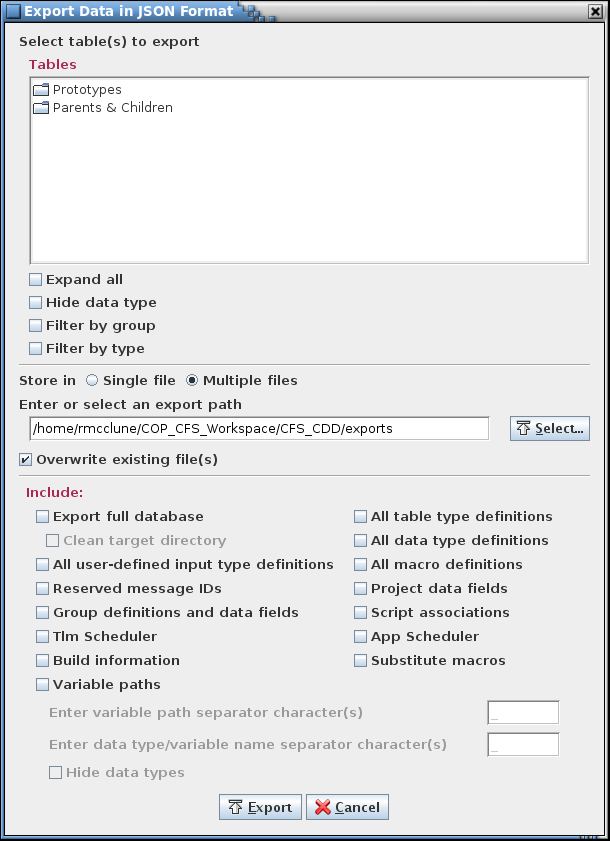 Export Data in JSON Format
Select table(s) to export
Tables
Prototypes
Parents & Children
Expand all
Hide data type
Filter by group
Filter by type
Store in Single file Multiple files
Enter or select an export path
/home/rmcclune/COP_CFS_Workspace/CFS_CDD/exports Select...
Overwrite existing file(s)
Include:
Export full database All table type definitions
Clean target directory All data type definitions
All user-defined input type definitions All macro definitions
Reserved message IDs Project data fields
Group definitions and data fields Script associations
Tlm Scheduler App Scheduler
Build information Substitute macros
Variable paths
Enter variable path separator character(s) _
Enter data type/variable name separator character(s) _
Hide data types
Export Cancel